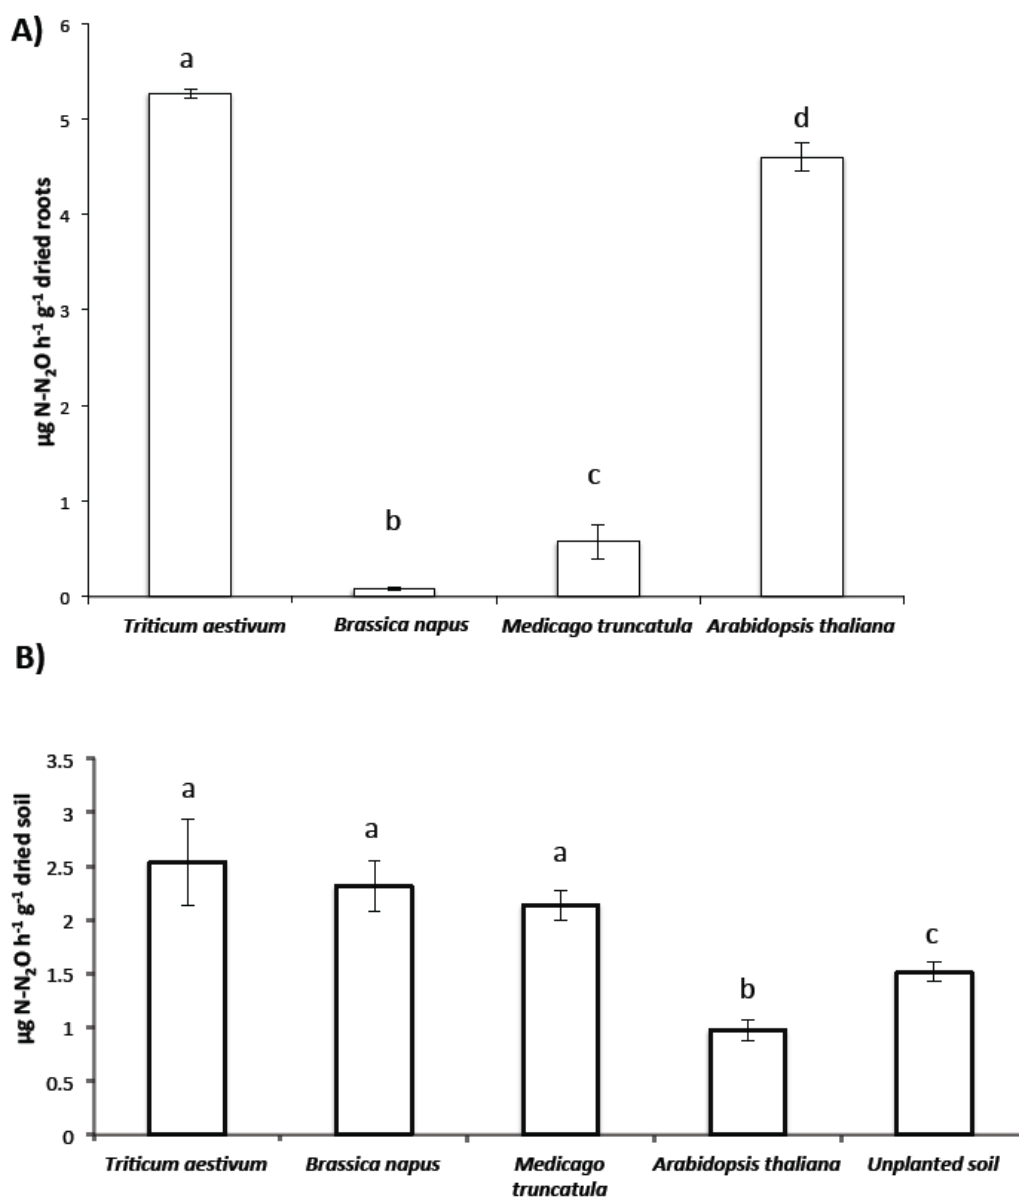 A)
µg N-N₂O h⁻¹ g⁻¹ dried roots
6
5
4
3
2
1
0
a
b
c
d
Triticum aestivum
Brassica napus
Medicago truncatula
Arabidopsis thaliana
B)
µg N-N₂O h⁻¹ g⁻¹ dried soil
3.5
3
2.5
2
1.5
1
0.5
0
a
a
a
b
c
Triticum aestivum
Brassica napus
Medicago
truncatula
Arabidopsis thaliana
Unplanted soil